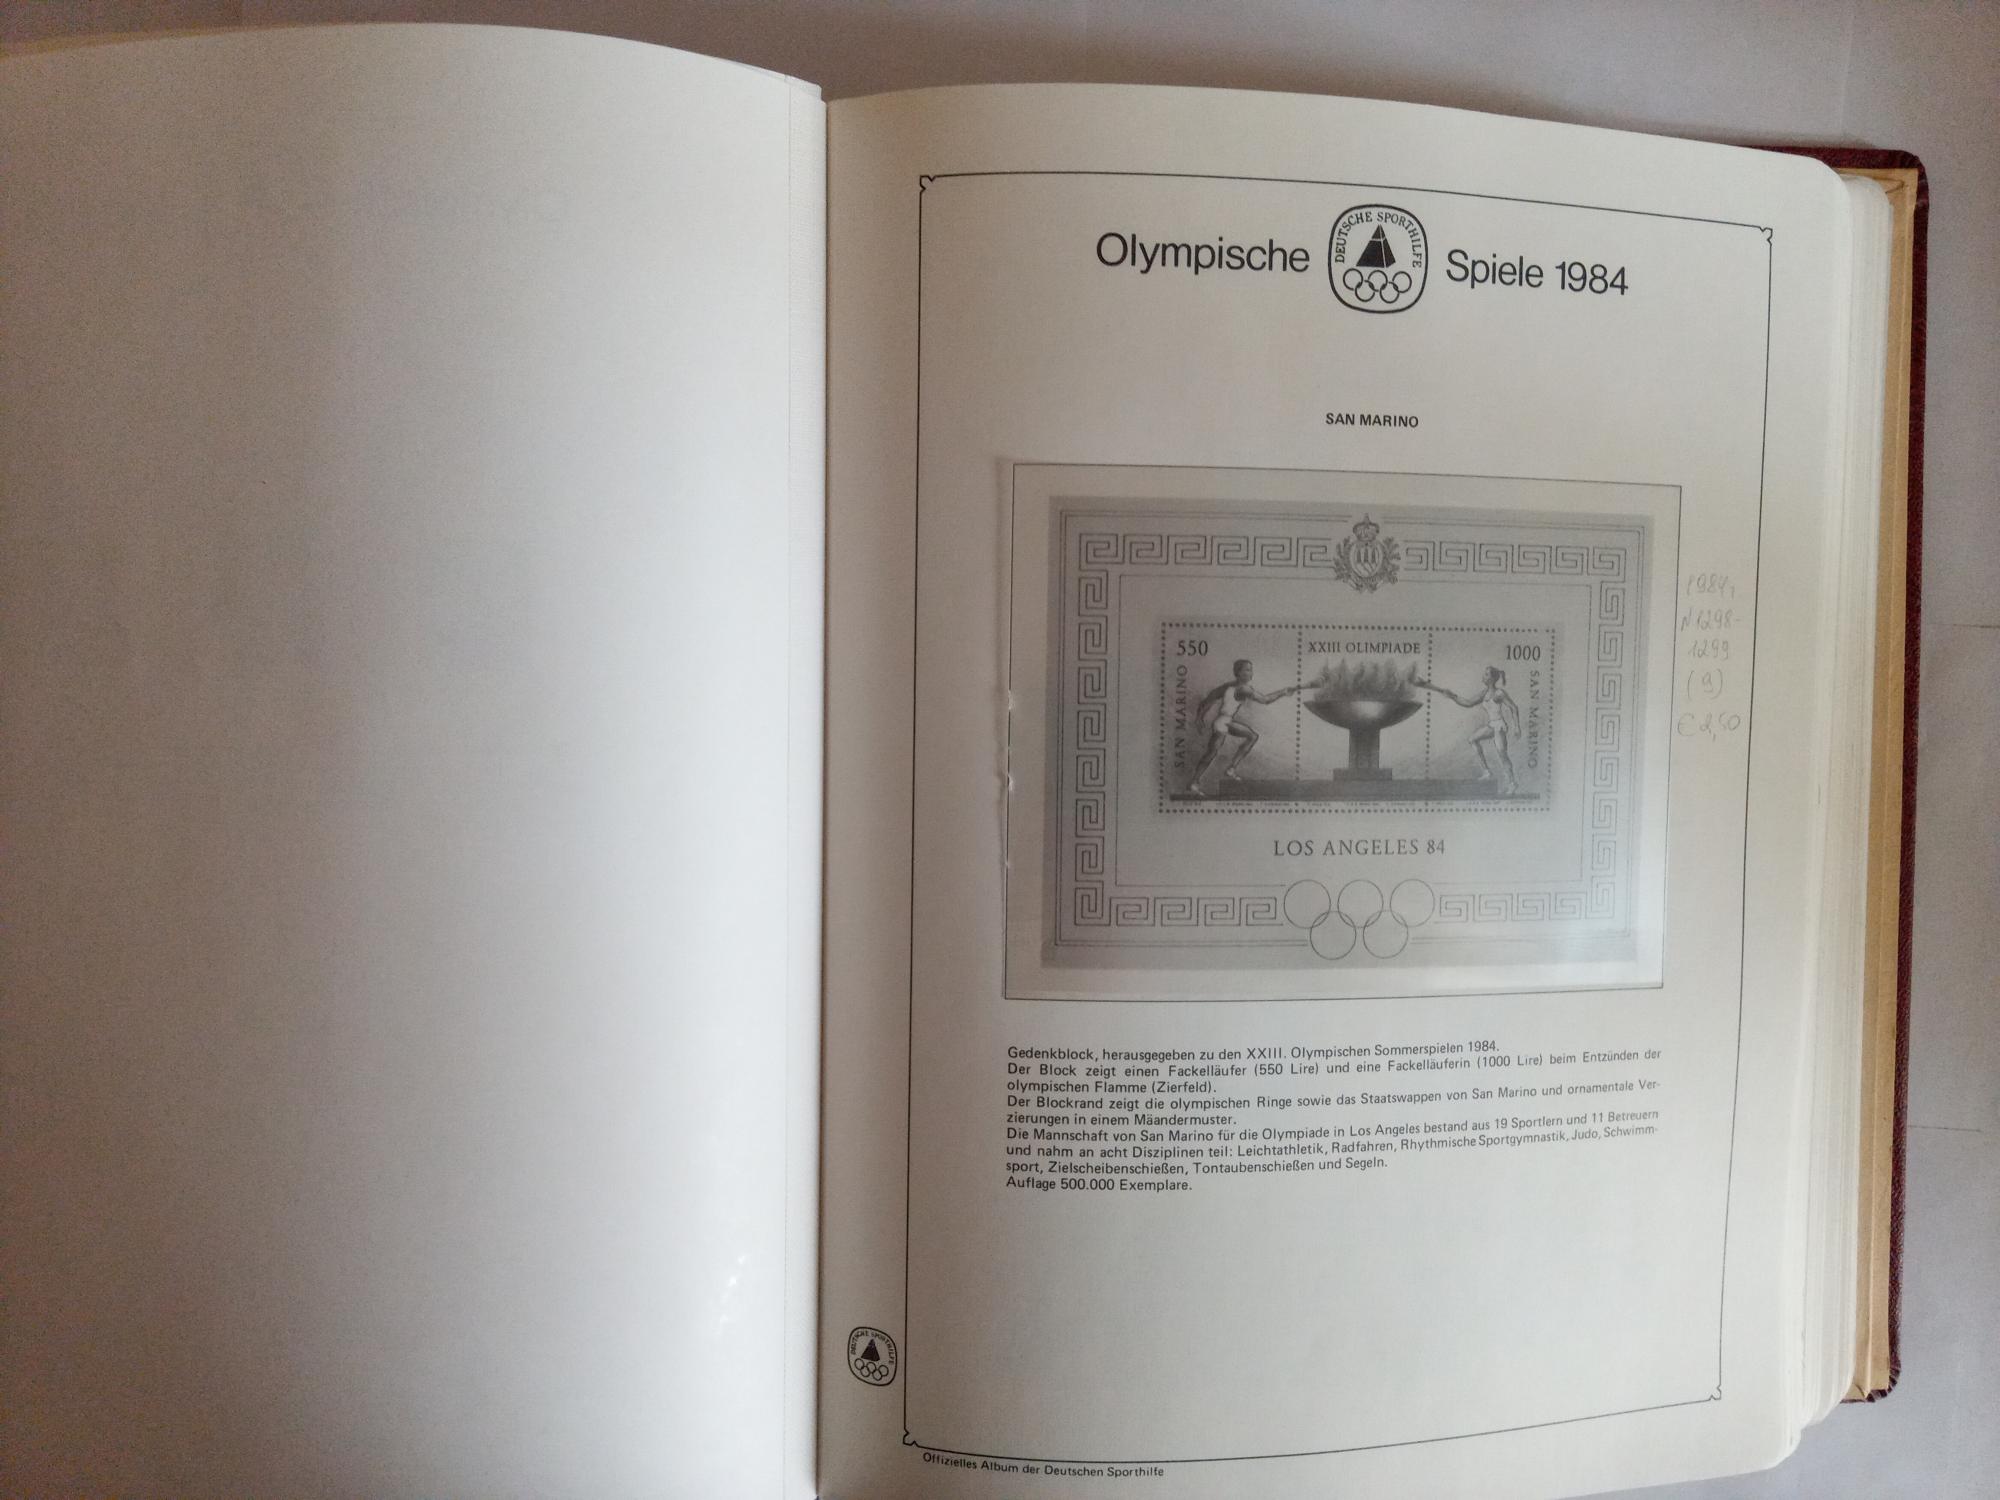 Olympische Spiele 1984
DEUTSCHE SPORTHILFE
SAN MARINO
550
XXIII OLIMPIADE
1000
SAN MARINO
SAN MARINO
LOS ANGELES 84
1984,
N1298-
1299
(9)
€ 2,50
Gedenkblock, herausgegeben zu den XXIII. Olympischen Sommerspielen 1984.
Der Block zeigt einen Fackelläufer (550 Lire) und eine Fackelläuferin (1000 Lire) beim Entzünden der
olympischen Flamme (Zierfeld).
Der Blockrand zeigt die olympischen Ringe sowie das Staatswappen von San Marino und ornamentale Ver-
zierungen in einem Mäandermuster.
Die Mannschaft von San Marino für die Olympiade in Los Angeles bestand aus 19 Sportlern und 11 Betreuern
und nahm an acht Disziplinen teil: Leichtathletik, Radfahren, Rhythmische Sportgymnastik, Judo, Schwimm-
sport, Zielscheibenschießen, Tontaubenschießen und Segeln.
Auflage 500.000 Exemplare.
DEUTSCHE SPORTHILFE
Offizielles Album der Deutschen Sporthilfe